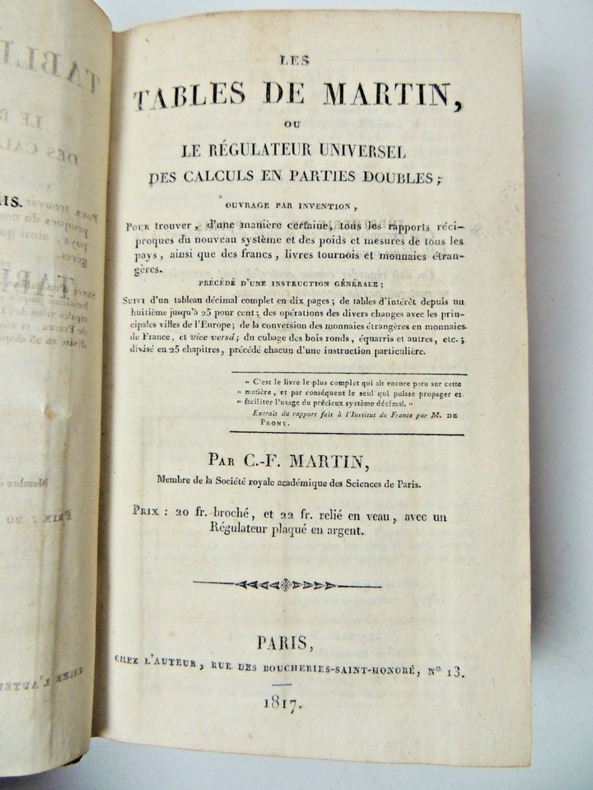 LES
TABLES DE MARTIN,
OU
LE RÉGULATEUR UNIVERSEL
DES CALCULS EN PARTIES DOUBLES;
OUVRAGE PAR INVENTION,
Pour trouver, d'une manière certaine, tous les rapports réci-
proques du nouveau système et des poids et mesures de tous les
pays, ainsi que des francs, livres tournois et monnaies étran-
gères.
PRÉCÉDÉ D'UNE INSTRUCTION GÉNÉRALE;
Suivi d'un tableau décimal complet en dix pages; de tables d'intérêt depuis un
huitième jusqu'à 25 pour cent; des opérations des divers changes avec les prin-
cipales villes de l'Europe; de la conversion des monnaies étrangères en monnaies
de France, et vice versâ; du cubage des bois ronds, équarris et autres, etc.;
divisé en 25 chapitres, précédé chacun d'une instruction particulière.
" C'est le livre le plus complet qui ait encore paru sur cette
" matière, et par conséquent le seul qui puisse propager et
" faciliter l'usage du précieux système décimal. "
Extrait du rapport fait à l'Institut de France par M. DE
PRONY.
PAR C.-F. MARTIN,
Membre de la Société royale académique des Sciences de Paris.
PRIX : 20 fr. broché, et 22 fr. relié en veau, avec un
Régulateur plaqué en argent.
PARIS,
CHEZ L'AUTEUR, RUE DES BOUCHERIES-SAINT-HONORÉ, Nº 13.
1817.